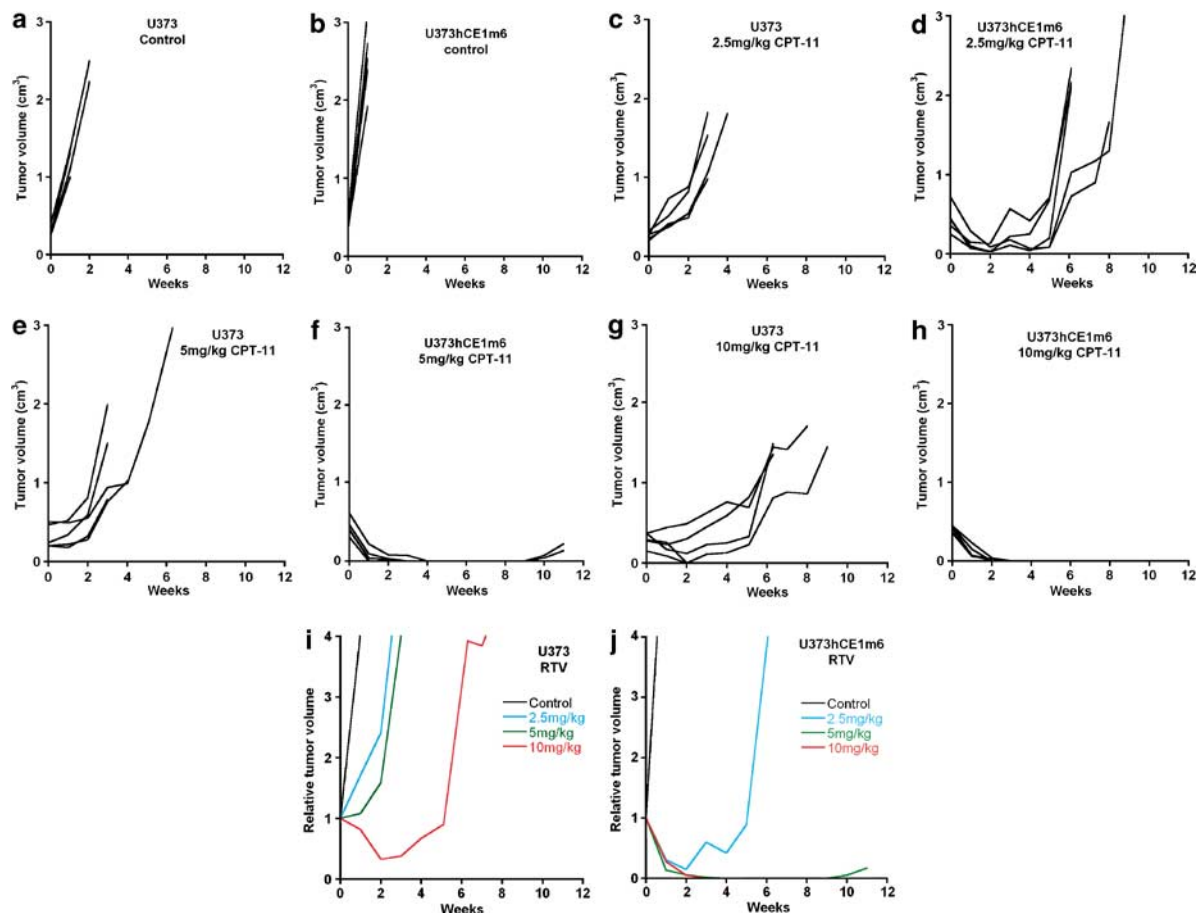 a
U373
Control
Tumor volume (cm³)
3
2
1
0
0 2 4 6 8 10 12
Weeks
b
U373hCE1m6
control
Tumor volume (cm³)
3
2
1
0
0 2 4 6 8 10 12
Weeks
c
U373
2.5mg/kg CPT-11
Tumor volume (cm³)
3
2
1
0
0 2 4 6 8 10 12
Weeks
d
U373hCE1m6
2.5mg/kg CPT-11
Tumor volume (cm³)
3
2
1
0
0 2 4 6 8 10 12
Weeks
e
U373
5mg/kg CPT-11
Tumor volume (cm³)
3
2
1
0
0 2 4 6 8 10 12
Weeks
f
U373hCE1m6
5mg/kg CPT-11
Tumor volume (cm³)
3
2
1
0
0 2 4 6 8 10 12
Weeks
g
U373
10mg/kg CPT-11
Tumor volume (cm³)
3
2
1
0
0 2 4 6 8 10 12
Weeks
h
U373hCE1m6
10mg/kg CPT-11
Tumor volume (cm³)
3
2
1
0
0 2 4 6 8 10 12
Weeks
i
U373
RTV
Control
2.5mg/kg
5mg/kg
10mg/kg
Relative tumor volume
4
3
2
1
0
0 2 4 6 8 10 12
Weeks
j
U373hCE1m6
RTV
Control
2.5mg/kg
5mg/kg
10mg/kg
Relative tumor volume
4
3
2
1
0
0 2 4 6 8 10 12
Weeks